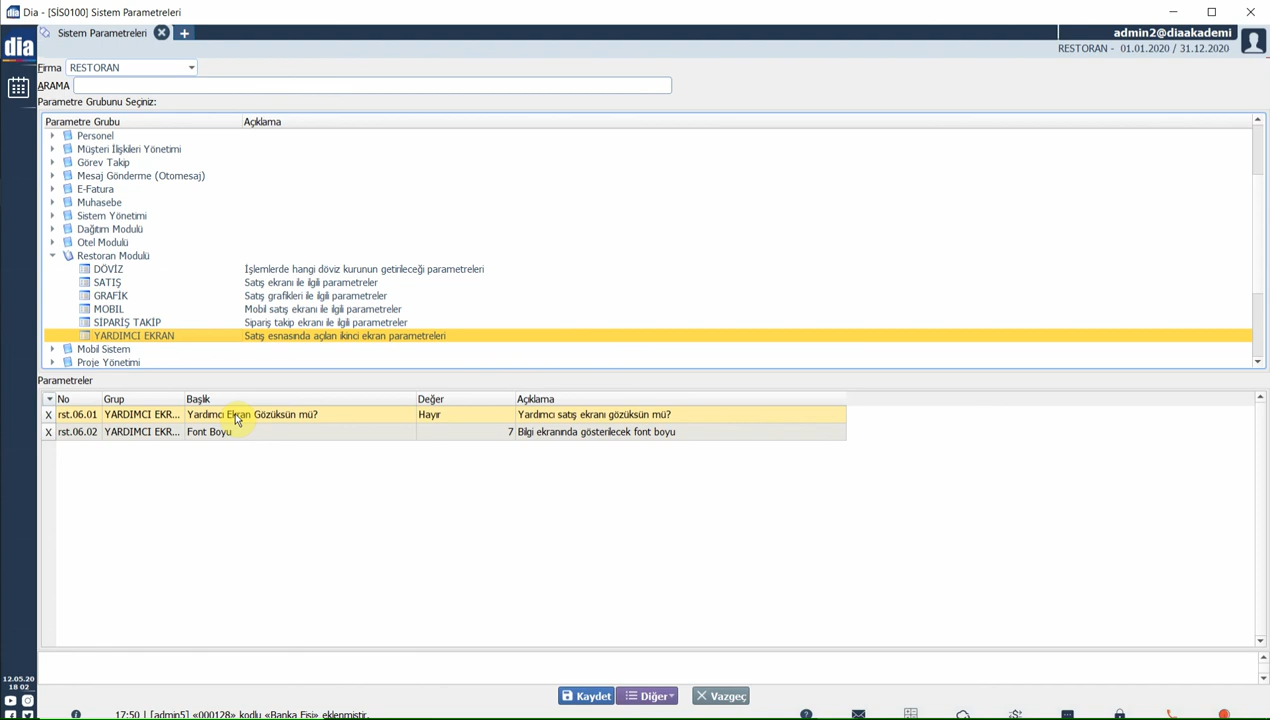 Dia - [SİS0100] Sistem Parametreleri
dia
Sistem Parametreleri
admin2@diaakademi
RESTORAN - 01.01.2020 / 31.12.2020
Firma RESTORAN
ARAMA
Parametre Grubunu Seçiniz:
Parametre Grubu Açıklama
Personel
Müşteri İlişkileri Yönetimi
Görev Takip
Mesaj Gönderme (Otomesaj)
E-Fatura
Muhasebe
Sistem Yönetimi
Dağıtım Modulü
Otel Modulü
Restoran Modulü
DÖVİZ İşlemlerde hangi döviz kurunun getirileceği parametreleri
SATIŞ Satış ekranı ile ilgili parametreler
GRAFİK Satış grafikleri ile ilgili parametreler
MOBIL Mobil satış ekranı ile ilgili parametreler
SİPARİŞ TAKİP Sipariş takip ekranı ile ilgili parametreler
YARDIMCI EKRAN Satış esnasında açılan ikinci ekran parametreleri
Mobil Sistem
Proje Yönetimi
Parametreler
No Grup Başlık Değer Açıklama
X rst.06.01 YARDIMCI EKR... Yardımcı Ekran Gözüksün mü? Hayır Yardımcı satış ekranı gözüksün mü?
X rst.06.02 YARDIMCI EKR... Font Boyu 7 Bilgi ekranında gösterilecek font boyu
12.05.20
18 02
Kaydet Diğer Vazgeç
17:50 | [admin5] «000128» kodlu «Banka Fişi» eklenmiştir.